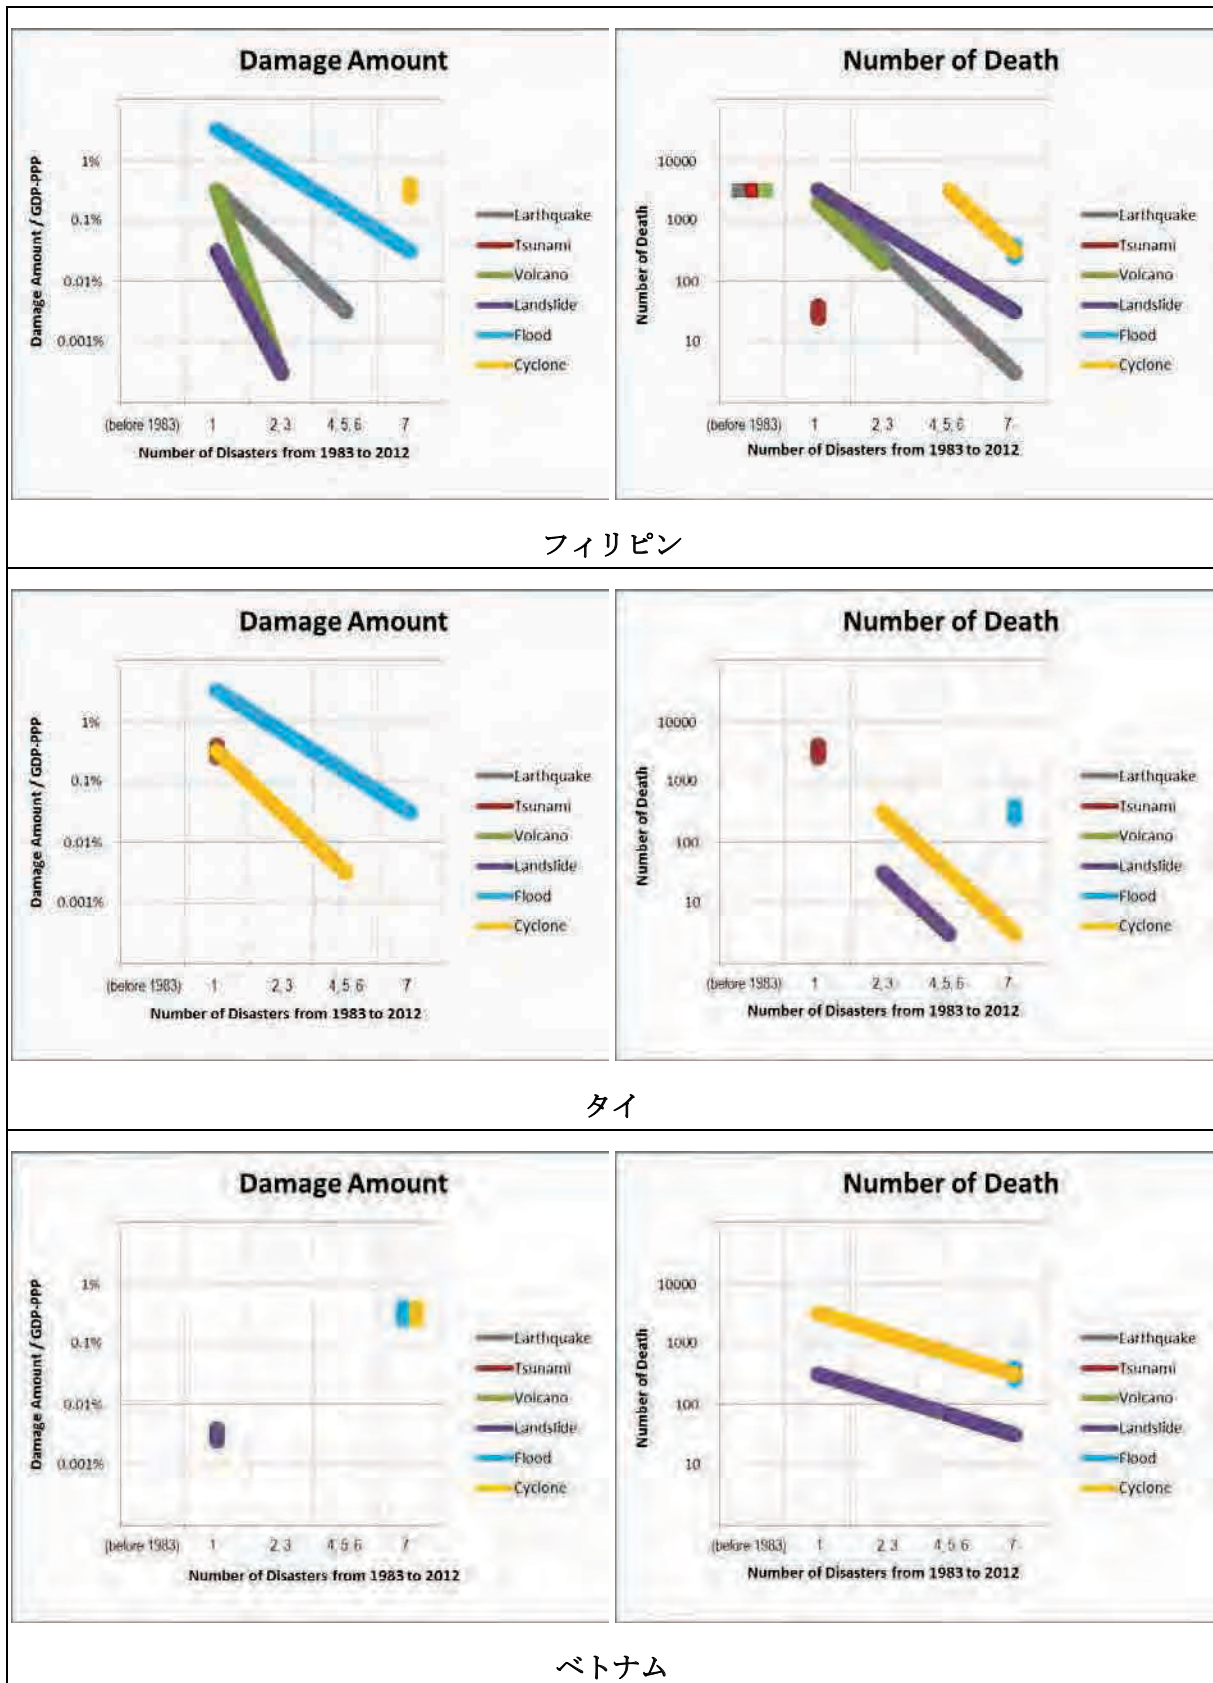 Damage Amount
Damage Amount / GDP-PPP
1%
0.1%
0.01%
0.001%
(before 1983) 1 2, 3 4, 5, 6 7
Number of Disasters from 1983 to 2012
Earthquake
Tsunami
Volcano
Landslide
Flood
Cyclone
Number of Death
Number of Death
10000
1000
100
10
(before 1983) 1 2, 3 4, 5, 6 7
Number of Disasters from 1983 to 2012
Earthquake
Tsunami
Volcano
Landslide
Flood
Cyclone
フィリピン
Damage Amount
Damage Amount / GDP-PPP
1%
0.1%
0.01%
0.001%
(before 1983) 1 2, 3 4, 5, 6 7
Number of Disasters from 1983 to 2012
Earthquake
Tsunami
Volcano
Landslide
Flood
Cyclone
Number of Death
Number of Death
10000
1000
100
10
(before 1983) 1 2, 3 4, 5, 6 7
Number of Disasters from 1983 to 2012
Earthquake
Tsunami
Volcano
Landslide
Flood
Cyclone
タイ
Damage Amount
Damage Amount / GDP-PPP
1%
0.1%
0.01%
0.001%
(before 1983) 1 2, 3 4, 5, 6 7
Number of Disasters from 1983 to 2012
Earthquake
Tsunami
Volcano
Landslide
Flood
Cyclone
Number of Death
Number of Death
10000
1000
100
10
(before 1983) 1 2, 3 4, 5, 6 7
Number of Disasters from 1983 to 2012
Earthquake
Tsunami
Volcano
Landslide
Flood
Cyclone
ベトナム